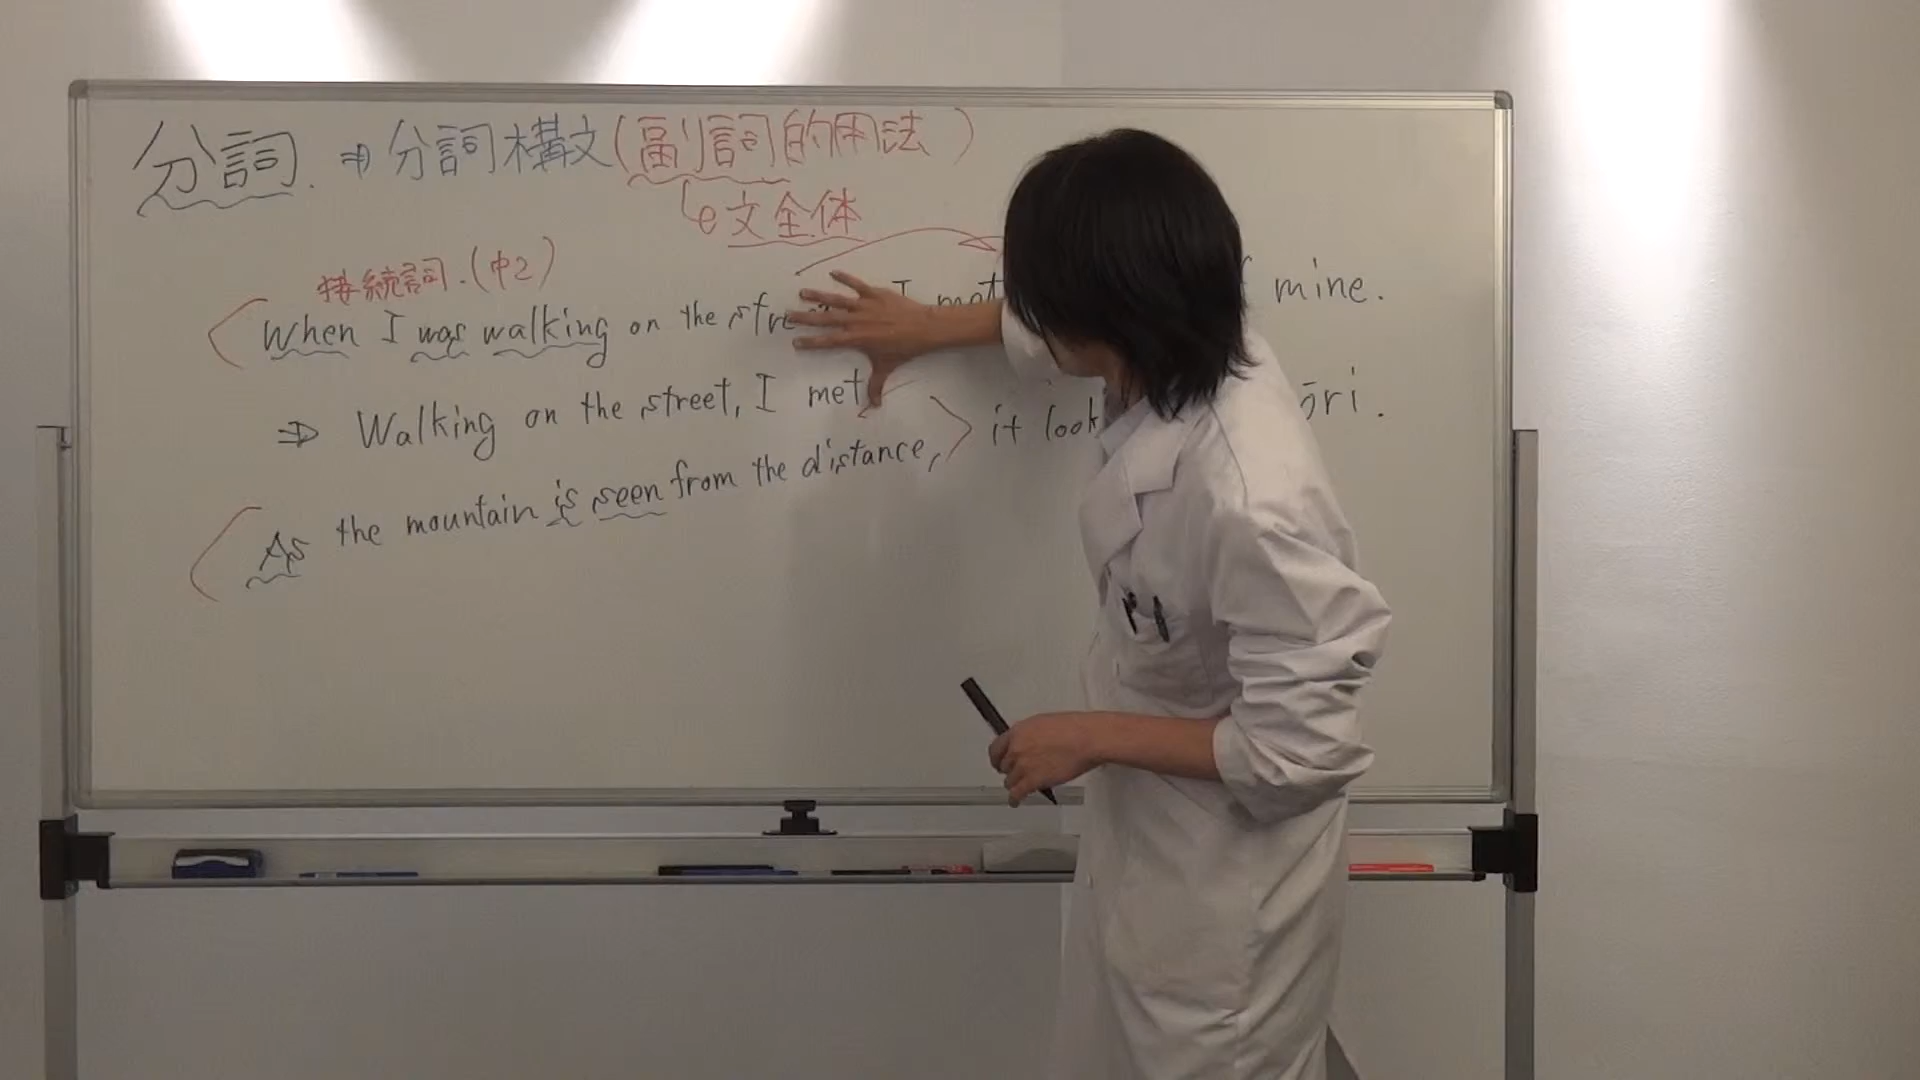 分詞. ⇒ 分詞構文(副詞的用法)
文全体
接続詞.(中2)
When I was walking on the I met mine.
⇒ Walking on the street, I met
As the mountain is seen from the distance, it look ōri.